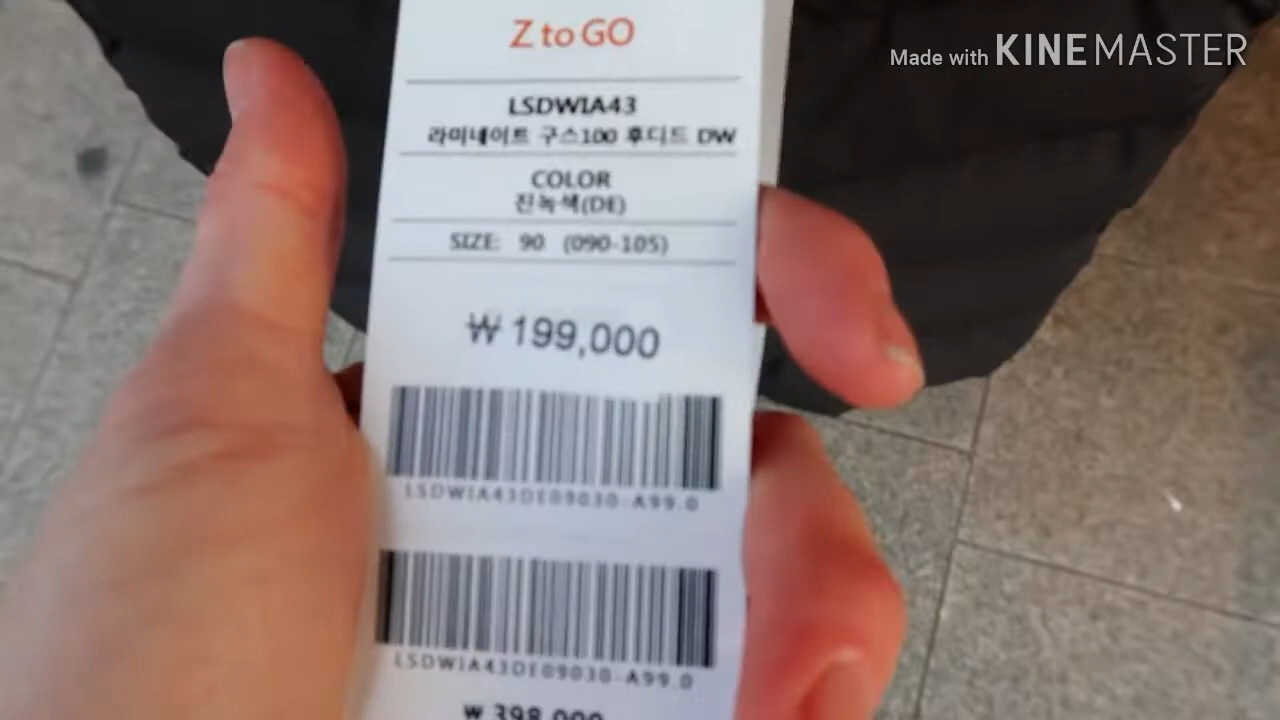 Z to GO
Made with KINEMASTER
LSDWIA43
라미네이트 구스100 후디드 DW
COLOR
진녹색(DE)
SIZE: 90 (090-105)
₩ 199,000
LSDWIA43DE09030-A99.0
LSDWIA43DE09030-A99.0
₩ 398,000